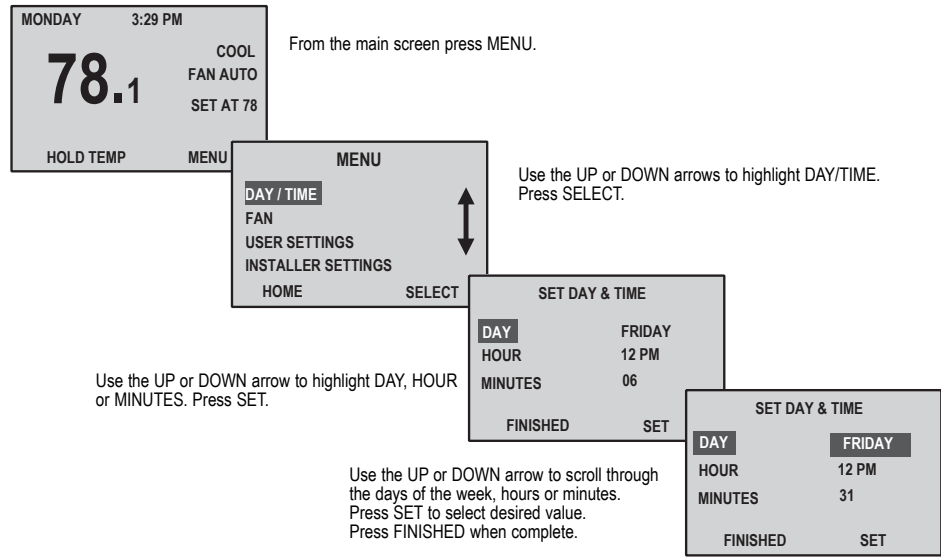 MONDAY 3:29 PM
78.1
COOL
FAN AUTO
SET AT 78
HOLD TEMP MENU
From the main screen press MENU.
MENU
DAY / TIME
FAN
USER SETTINGS
INSTALLER SETTINGS
HOME SELECT
Use the UP or DOWN arrows to highlight DAY/TIME.
Press SELECT.
SET DAY & TIME
DAY FRIDAY
HOUR 12 PM
MINUTES 06
FINISHED SET
Use the UP or DOWN arrow to highlight DAY, HOUR
or MINUTES. Press SET.
SET DAY & TIME
DAY FRIDAY
HOUR 12 PM
MINUTES 31
FINISHED SET
Use the UP or DOWN arrow to scroll through
the days of the week, hours or minutes.
Press SET to select desired value.
Press FINISHED when complete.